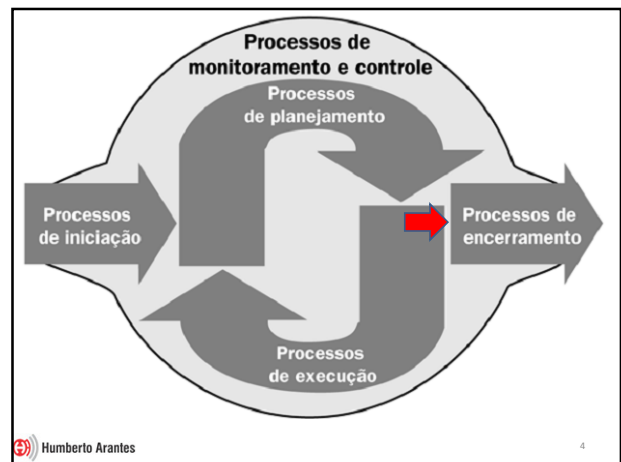 Processos de
monitoramento e controle
Processos
de planejamento
Processos
de iniciação
Processos de
encerramento
Processos
de execução
Humberto Arantes
4